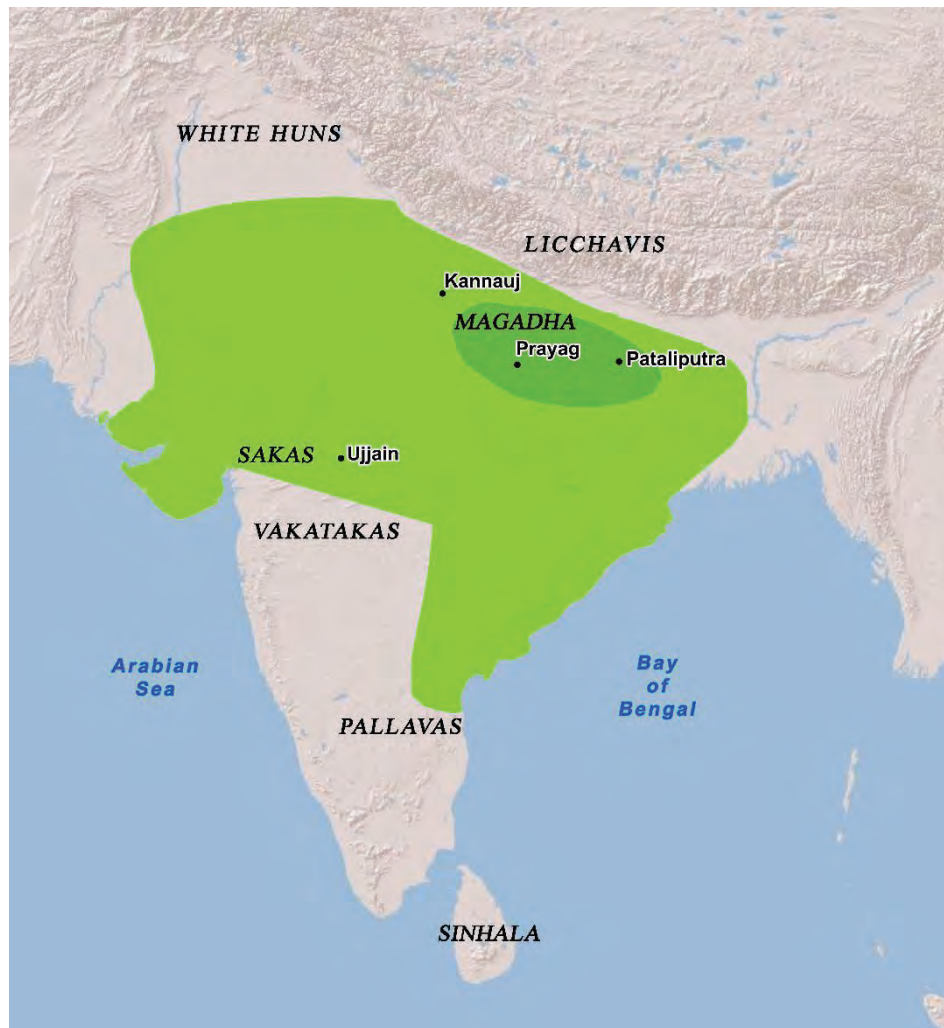 WHITE HUNS
LICCHAVIS
Kannauj
MAGADHA
Prayag
Pataliputra
SAKAS
Ujjain
VAKATAKAS
Arabian
Sea
Bay
of
Bengal
PALLAVAS
SINHALA